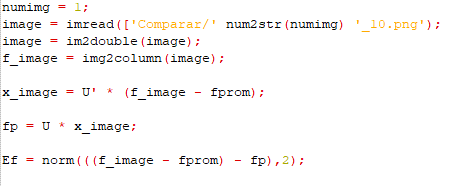 numimg = 1;
image = imread(['Comparar/' num2str(numimg) '_10.png');
image = im2double(image);
f_image = img2column(image);
x_image = U' * (f_image - fprom);
fp = U * x_image;
Ef = norm(((f_image - fprom) - fp),2);